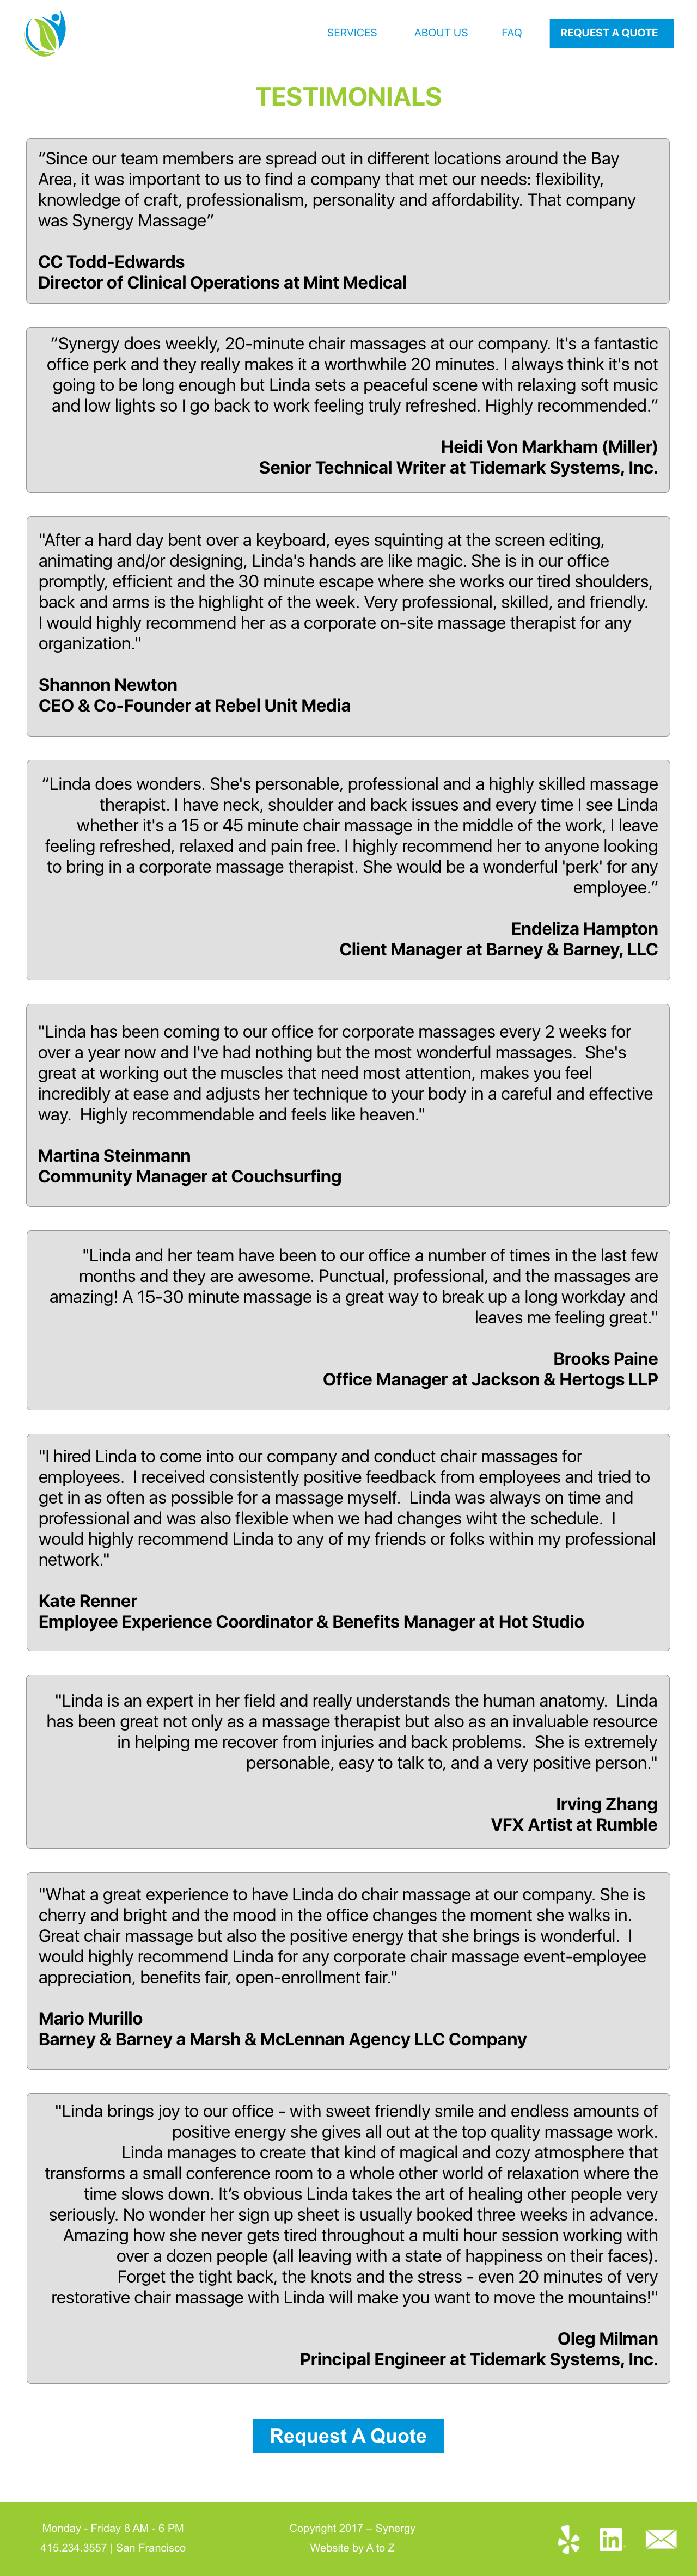 SERVICES ABOUT US FAQ REQUEST A QUOTE
TESTIMONIALS
“Since our team members are spread out in different locations around the Bay
Area, it was important to us to find a company that met our needs: flexibility,
knowledge of craft, professionalism, personality and affordability. That company
was Synergy Massage”
CC Todd-Edwards
Director of Clinical Operations at Mint Medical
“Synergy does weekly, 20-minute chair massages at our company. It's a fantastic
office perk and they really makes it a worthwhile 20 minutes. I always think it's not
going to be long enough but Linda sets a peaceful scene with relaxing soft music
and low lights so I go back to work feeling truly refreshed. Highly recommended.”
Heidi Von Markham (Miller)
Senior Technical Writer at Tidemark Systems, Inc.
"After a hard day bent over a keyboard, eyes squinting at the screen editing,
animating and/or designing, Linda's hands are like magic. She is in our office
promptly, efficient and the 30 minute escape where she works our tired shoulders,
back and arms is the highlight of the week. Very professional, skilled, and friendly.
I would highly recommend her as a corporate on-site massage therapist for any
organization."
Shannon Newton
CEO & Co-Founder at Rebel Unit Media
“Linda does wonders. She's personable, professional and a highly skilled massage
therapist. I have neck, shoulder and back issues and every time I see Linda
whether it's a 15 or 45 minute chair massage in the middle of the work, I leave
feeling refreshed, relaxed and pain free. I highly recommend her to anyone looking
to bring in a corporate massage therapist. She would be a wonderful 'perk' for any
employee.”
Endeliza Hampton
Client Manager at Barney & Barney, LLC
"Linda has been coming to our office for corporate massages every 2 weeks for
over a year now and I've had nothing but the most wonderful massages.  She's
great at working out the muscles that need most attention, makes you feel
incredibly at ease and adjusts her technique to your body in a careful and effective
way.  Highly recommendable and feels like heaven."
Martina Steinmann
Community Manager at Couchsurfing
"Linda and her team have been to our office a number of times in the last few
months and they are awesome. Punctual, professional, and the massages are
amazing! A 15-30 minute massage is a great way to break up a long workday and
leaves me feeling great."
Brooks Paine
Office Manager at Jackson & Hertogs LLP
"I hired Linda to come into our company and conduct chair massages for
employees.  I received consistently positive feedback from employees and tried to
get in as often as possible for a massage myself.  Linda was always on time and
professional and was also flexible when we had changes wiht the schedule.  I
would highly recommend Linda to any of my friends or folks within my professional
network."
Kate Renner
Employee Experience Coordinator & Benefits Manager at Hot Studio
"Linda is an expert in her field and really understands the human anatomy.  Linda
has been great not only as a massage therapist but also as an invaluable resource
in helping me recover from injuries and back problems.  She is extremely
personable, easy to talk to, and a very positive person."
Irving Zhang
VFX Artist at Rumble
"What a great experience to have Linda do chair massage at our company. She is
cherry and bright and the mood in the office changes the moment she walks in.
Great chair massage but also the positive energy that she brings is wonderful.  I
would highly recommend Linda for any corporate chair massage event-employee
appreciation, benefits fair, open-enrollment fair."
Mario Murillo
Barney & Barney a Marsh & McLennan Agency LLC Company
"Linda brings joy to our office - with sweet friendly smile and endless amounts of
positive energy she gives all out at the top quality massage work.
Linda manages to create that kind of magical and cozy atmosphere that
transforms a small conference room to a whole other world of relaxation where the
time slows down. It’s obvious Linda takes the art of healing other people very
seriously. No wonder her sign up sheet is usually booked three weeks in advance.
Amazing how she never gets tired throughout a multi hour session working with
over a dozen people (all leaving with a state of happiness on their faces).
Forget the tight back, the knots and the stress - even 20 minutes of very
restorative chair massage with Linda will make you want to move the mountains!"
Oleg Milman
Principal Engineer at Tidemark Systems, Inc.
Request A Quote
Monday - Friday 8 AM - 6 PM
415.234.3557 | San Francisco
Copyright 2017 – Synergy
Website by A to Z
in